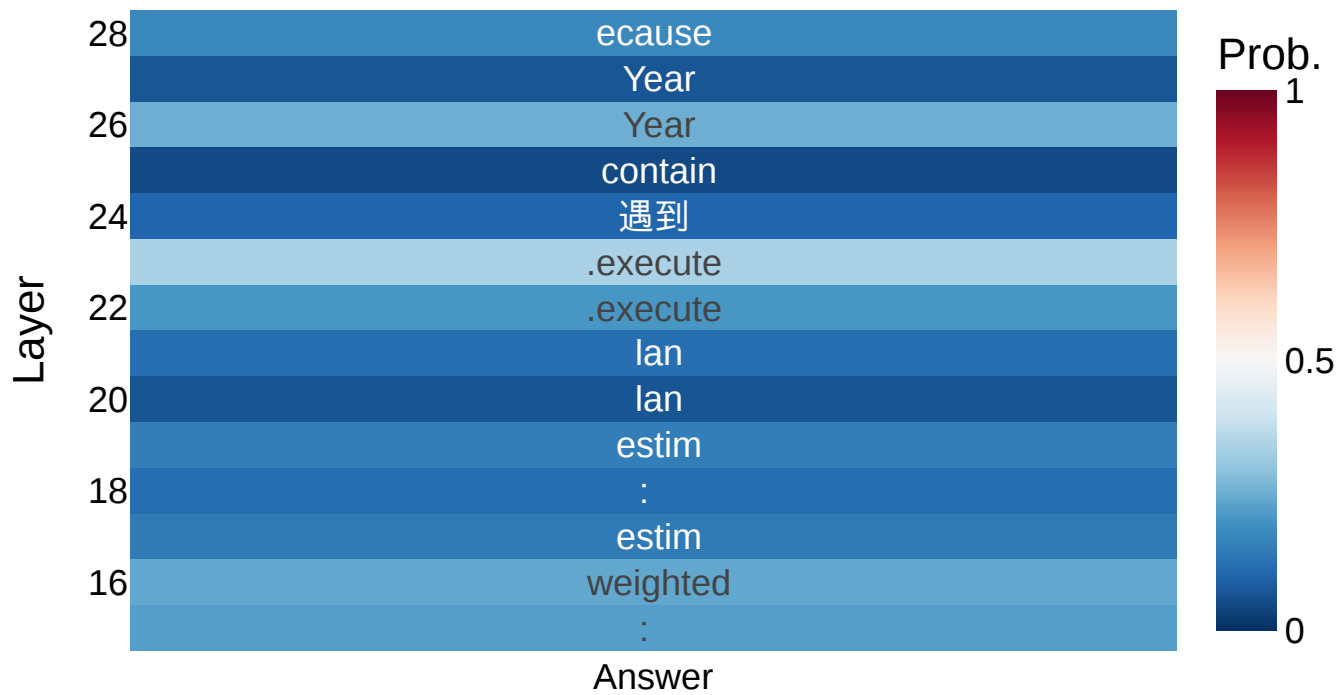 28 ecause
Prob.
Year
1
26 Year
contain
24 遇到
.execute
22 .execute
lan
0.5
Layer
20 lan
estim
18 :
estim
16 weighted
:
0
Answer